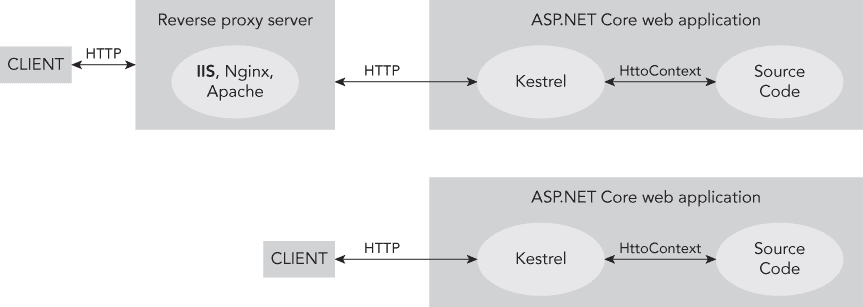 Reverse proxy server
ASP.NET Core web application
CLIENT
HTTP
IIS, Nginx,
Apache
HTTP
Kestrel
HttoContext
Source
Code
ASP.NET Core web application
CLIENT
HTTP
Kestrel
HttoContext
Source
Code